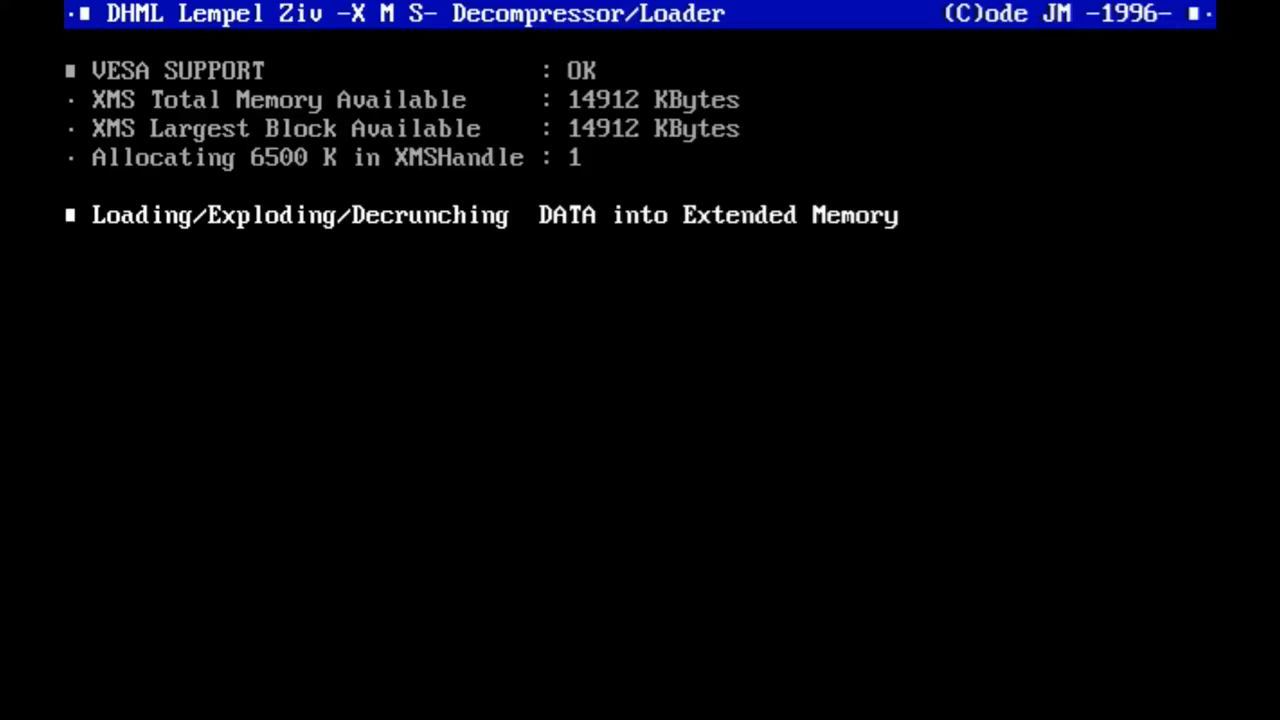 ·■ DHML Lempel Ziv -X M S- Decompressor/Loader (C)ode JM -1996- ■·
■ VESA SUPPORT : OK
· XMS Total Memory Available : 14912 KBytes
· XMS Largest Block Available : 14912 KBytes
· Allocating 6500 K in XMSHandle : 1
■ Loading/Exploding/Decrunching DATA into Extended Memory